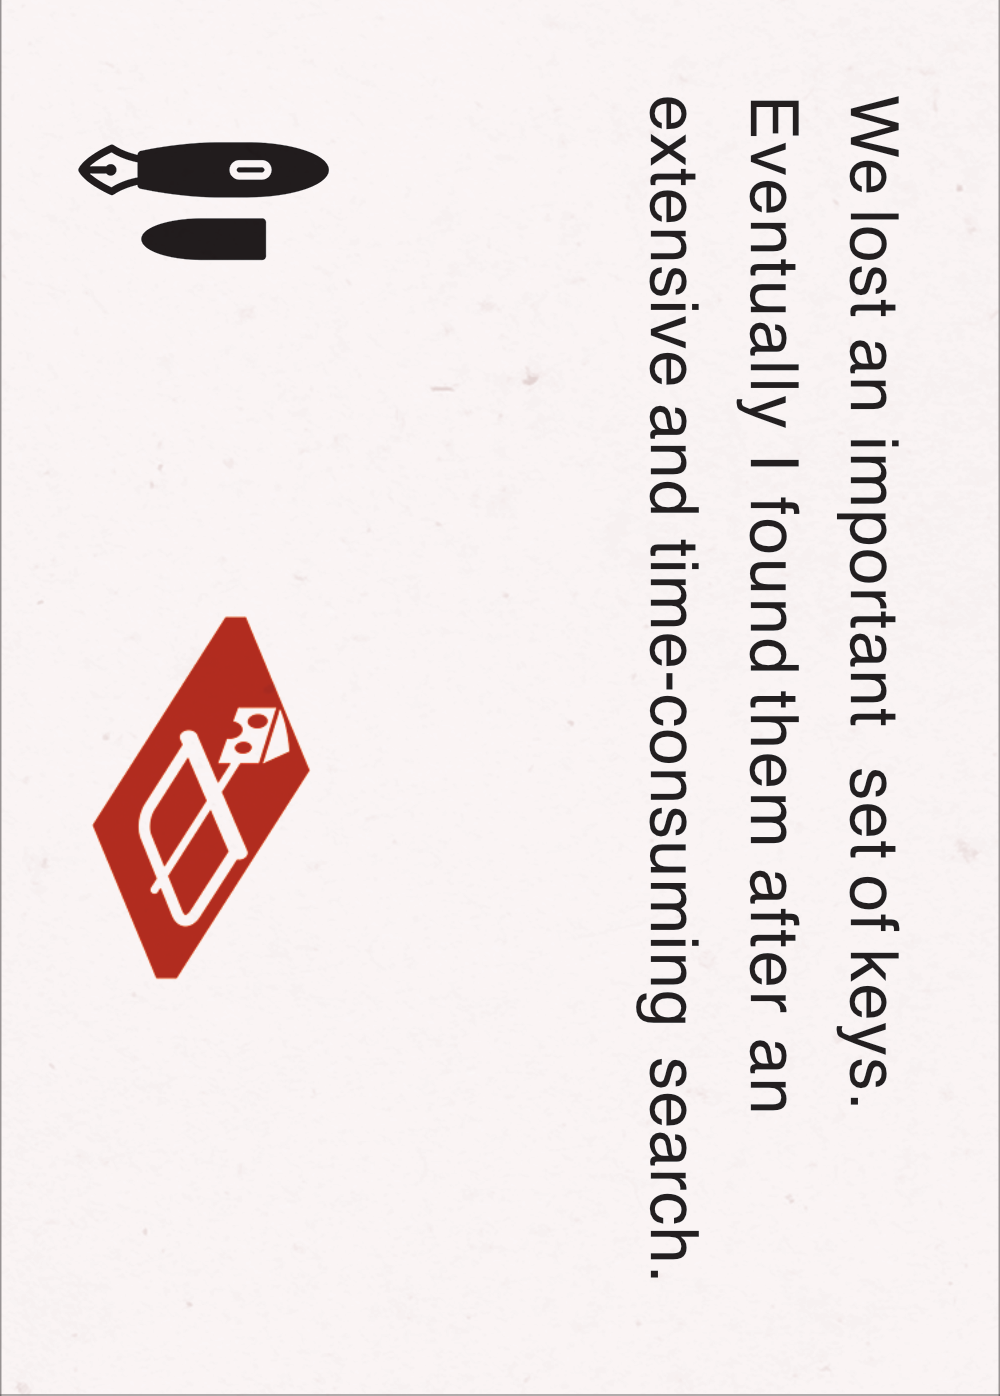 We lost an important set of keys.
Eventually I found them after an
extensive and time-consuming search.